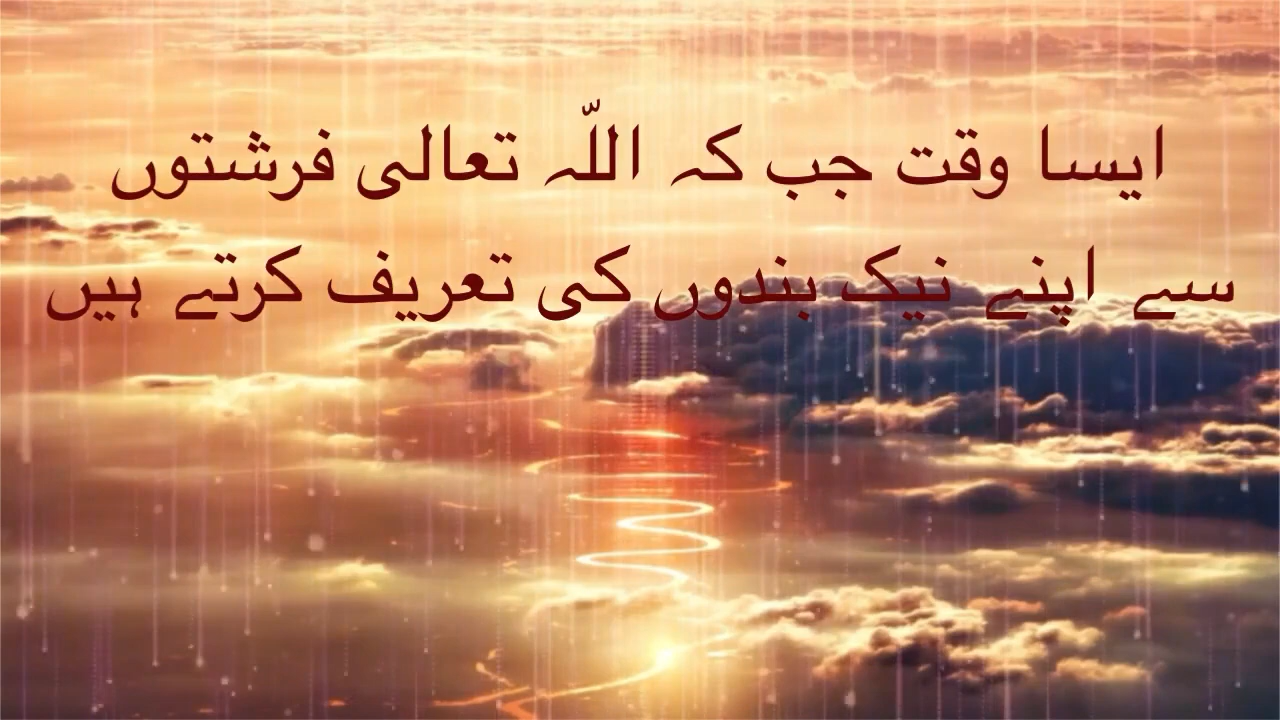 ایسا وقت جب کہ اللّہ تعالی فرشتوں
سے اپنے نیک بندوں کی تعریف کرتے ہیں